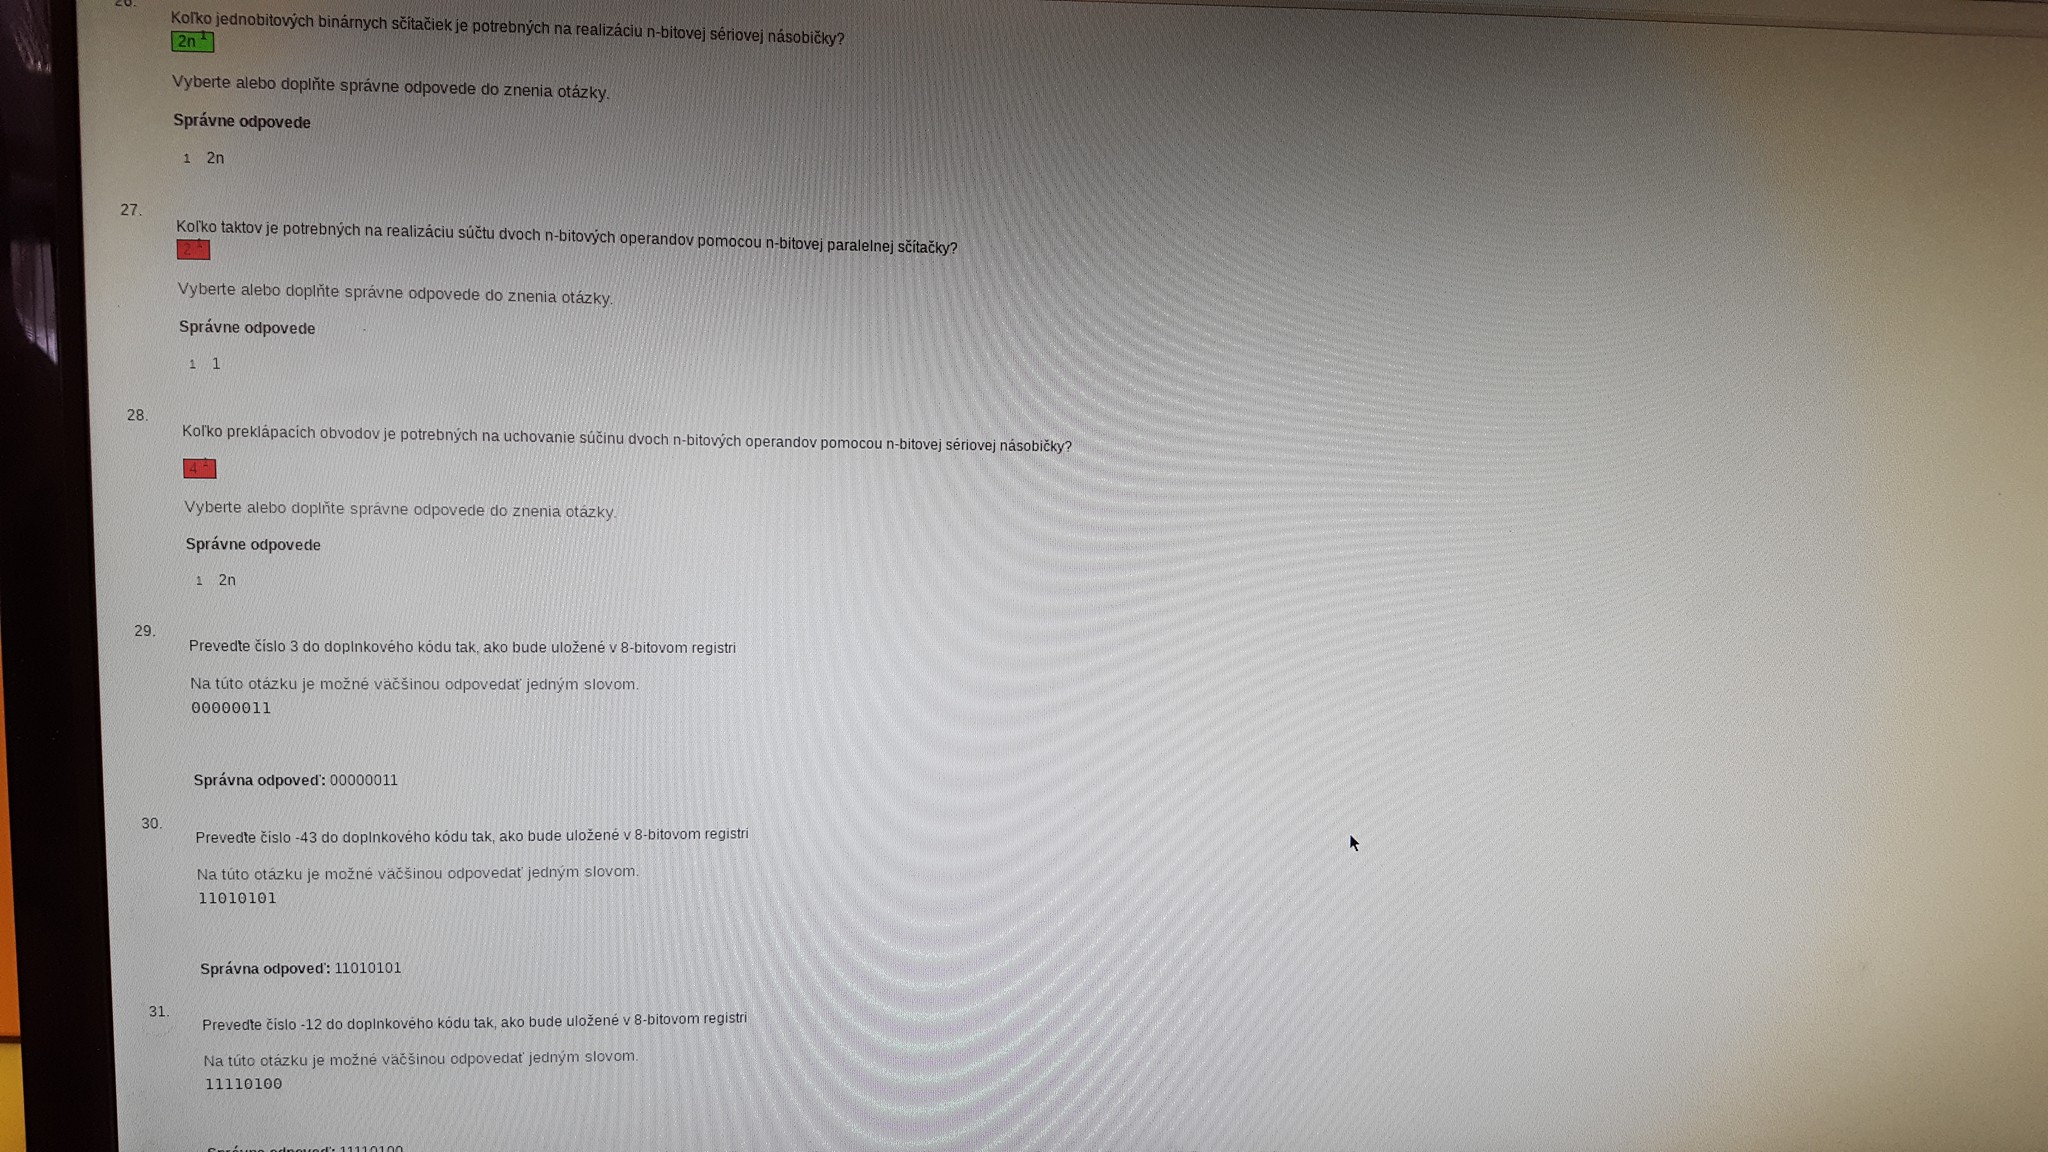 26.
Koľko jednobitových binárnych sčítačiek je potrebných na realizáciu n-bitovej sériovej násobičky?
2n 1
Vyberte alebo doplňte správne odpovede do znenia otázky.
Správne odpovede
1 2n
27.
Koľko taktov je potrebných na realizáciu súčtu dvoch n-bitových operandov pomocou n-bitovej paralelnej sčítačky?
2 1
Vyberte alebo doplňte správne odpovede do znenia otázky.
Správne odpovede
1 1
28.
Koľko preklápacích obvodov je potrebných na uchovanie súčinu dvoch n-bitových operandov pomocou n-bitovej sériovej násobičky?
4 1
Vyberte alebo doplňte správne odpovede do znenia otázky.
Správne odpovede
1 2n
29.
Preveďte číslo 3 do doplnkového kódu tak, ako bude uložené v 8-bitovom registri
Na túto otázku je možné väčšinou odpovedať jedným slovom.
00000011
Správna odpoveď: 00000011
30.
Preveďte číslo -43 do doplnkového kódu tak, ako bude uložené v 8-bitovom registri
Na túto otázku je možné väčšinou odpovedať jedným slovom.
11010101
Správna odpoveď: 11010101
31.
Preveďte číslo -12 do doplnkového kódu tak, ako bude uložené v 8-bitovom registri
Na túto otázku je možné väčšinou odpovedať jedným slovom.
11110100
Správna odpoveď: 11110100